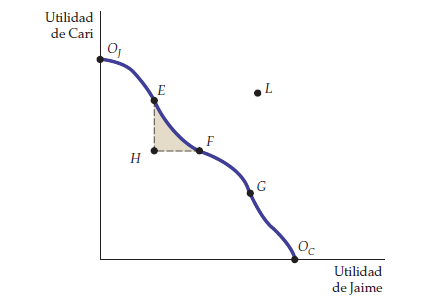 Utilidad
de Cari
O_J
E
L
F
H
G
O_C
Utilidad
de Jaime